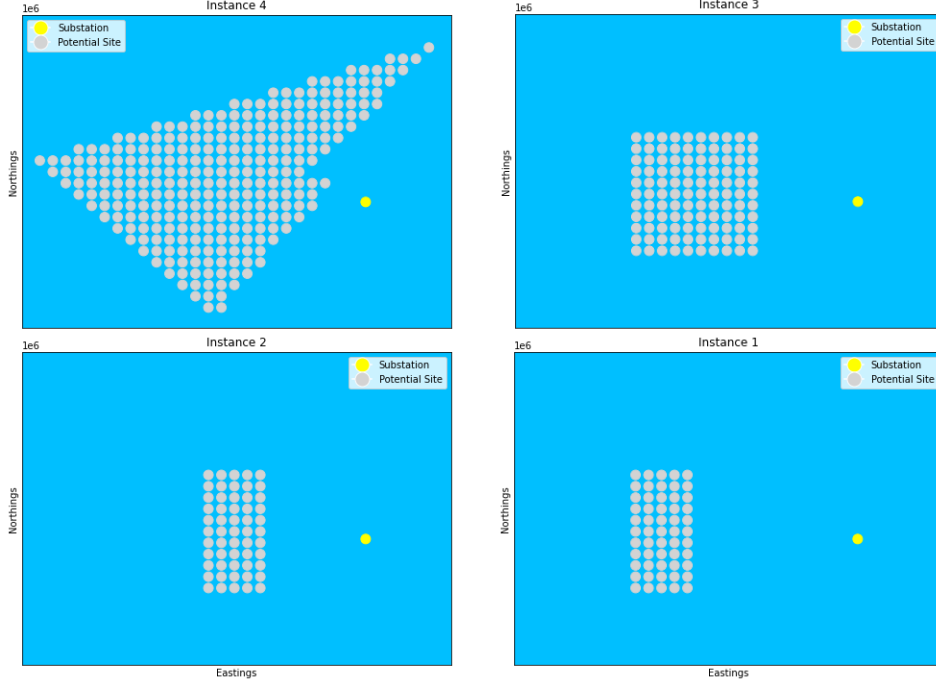 Instance 4
1e6
Substation
Potential Site
Northings
Instance 3
1e6
Substation
Potential Site
Northings
Instance 2
1e6
Substation
Potential Site
Northings
Eastings
Instance 1
1e6
Substation
Potential Site
Northings
Eastings